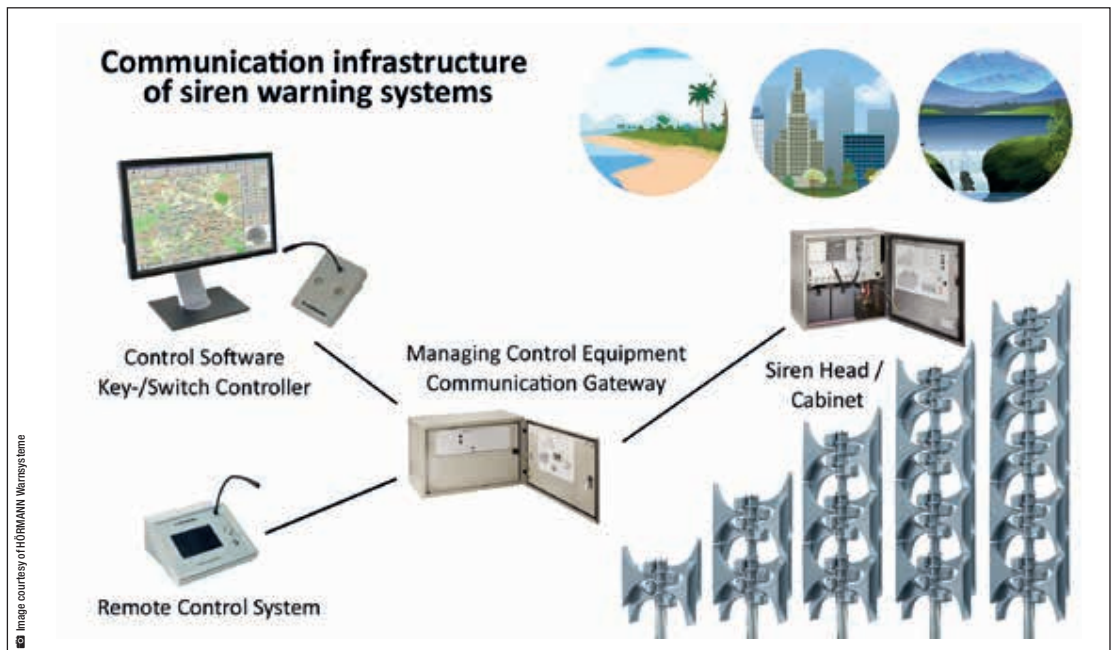 Communication infrastructure
of siren warning systems
Control Software
Key-/Switch Controller
Managing Control Equipment
Communication Gateway
Siren Head /
Cabinet
Remote Control System
Image courtesy of HÖRMANN Warnsysteme